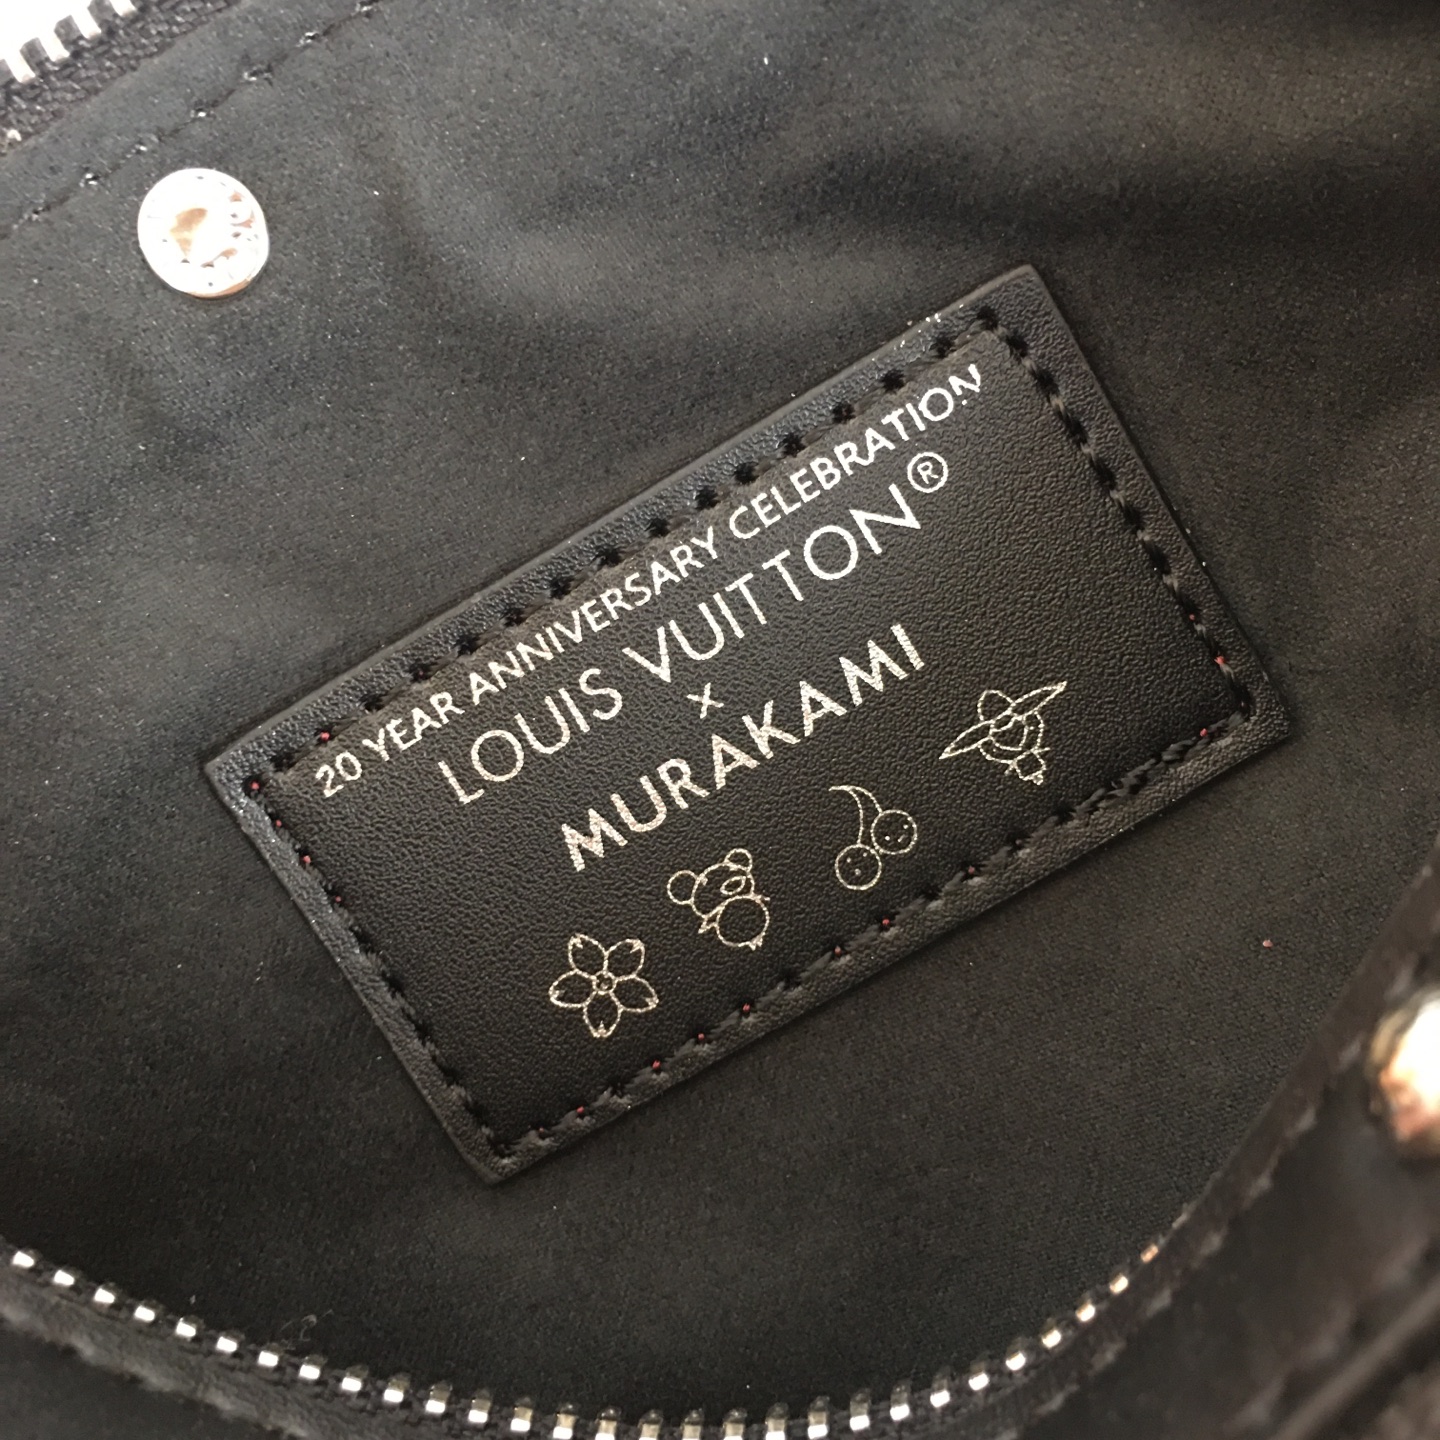 20 YEAR ANNIVERSARY CELEBRATION
LOUIS VUITTON®
x
MURAKAMI